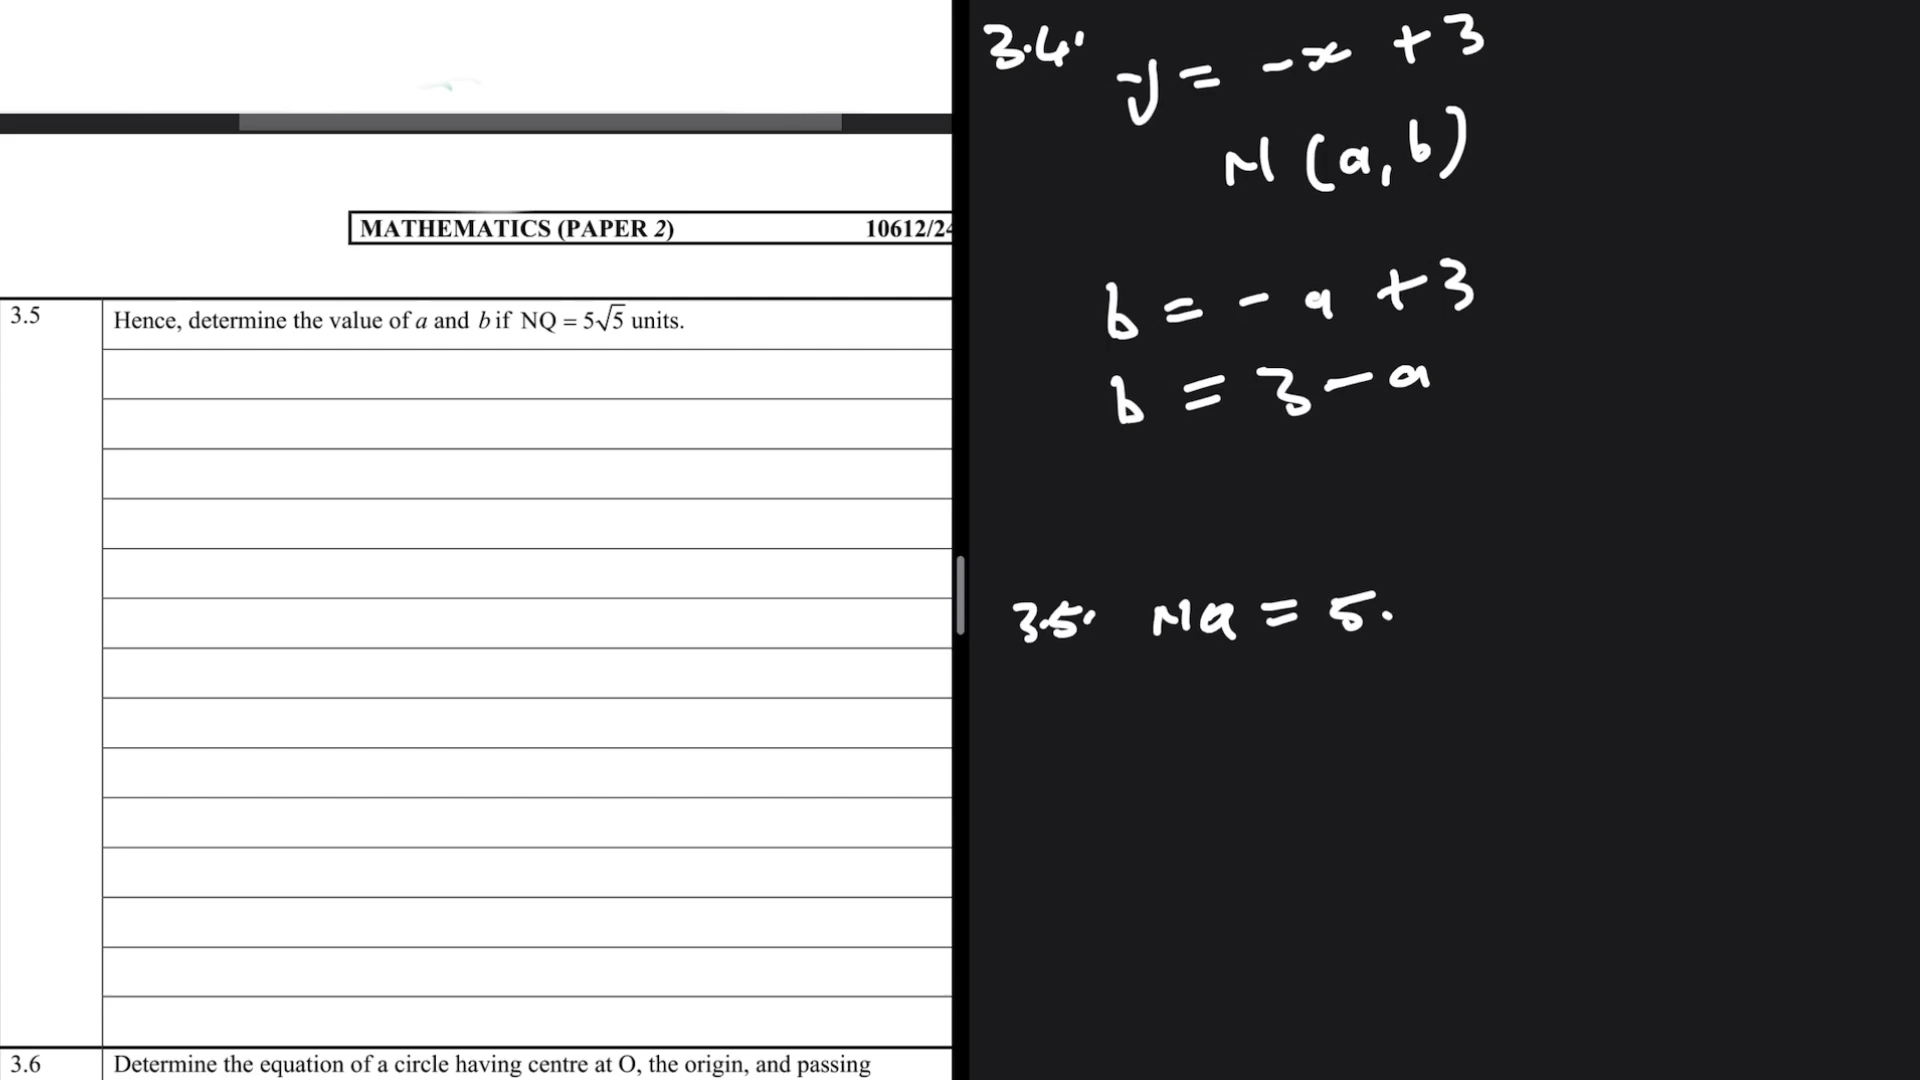 MATHEMATICS (PAPER 2) 10612/24
3.5 Hence, determine the value of a and b if NQ = 5√5 units.
3.6 Determine the equation of a circle having centre at O, the origin, and passing
3.4 y = -x + 3
N (a, b)
b = -a + 3
b = 3 - a
3.5 NQ = 5.